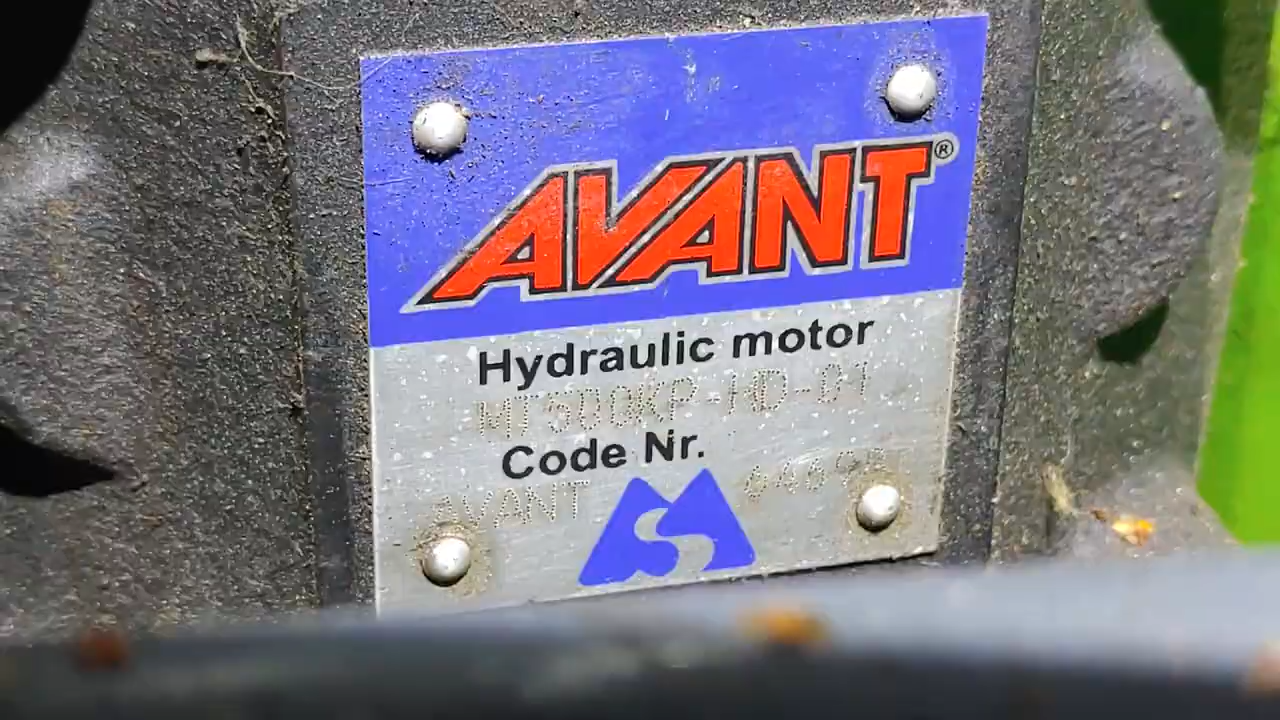 AVANT®
Hydraulic motor
MT500KP-HD-01
Code Nr.
AVANT